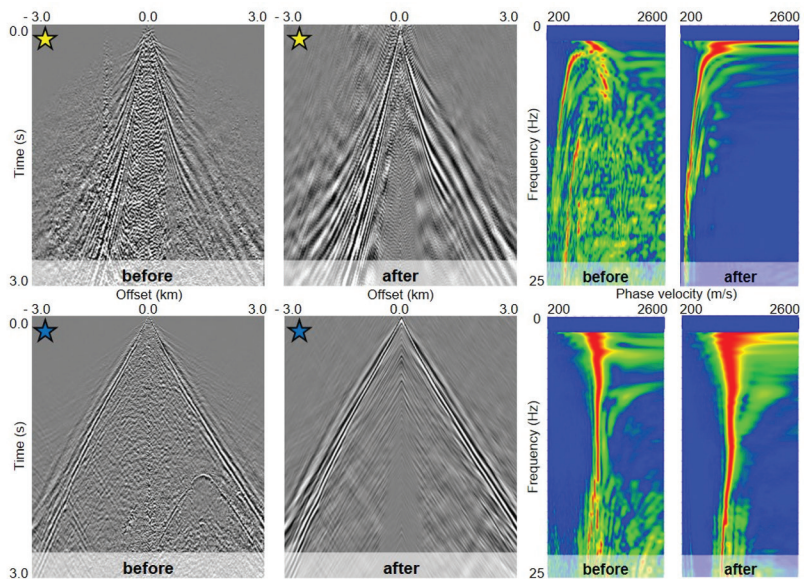 - 3.0 0.0 3.0 - 3.0 0.0 3.0 0 200 2600 200 2600
0.0
Time (s)
Frequency (Hz)
3.0 before after 25 before after
Offset (km) Offset (km) Phase velocity (m/s)
- 3.0 0.0 3.0 - 3.0 0.0 3.0 0 200 2600 200 2600
0.0
Time (s)
Frequency (Hz)
3.0 before after 25 before after